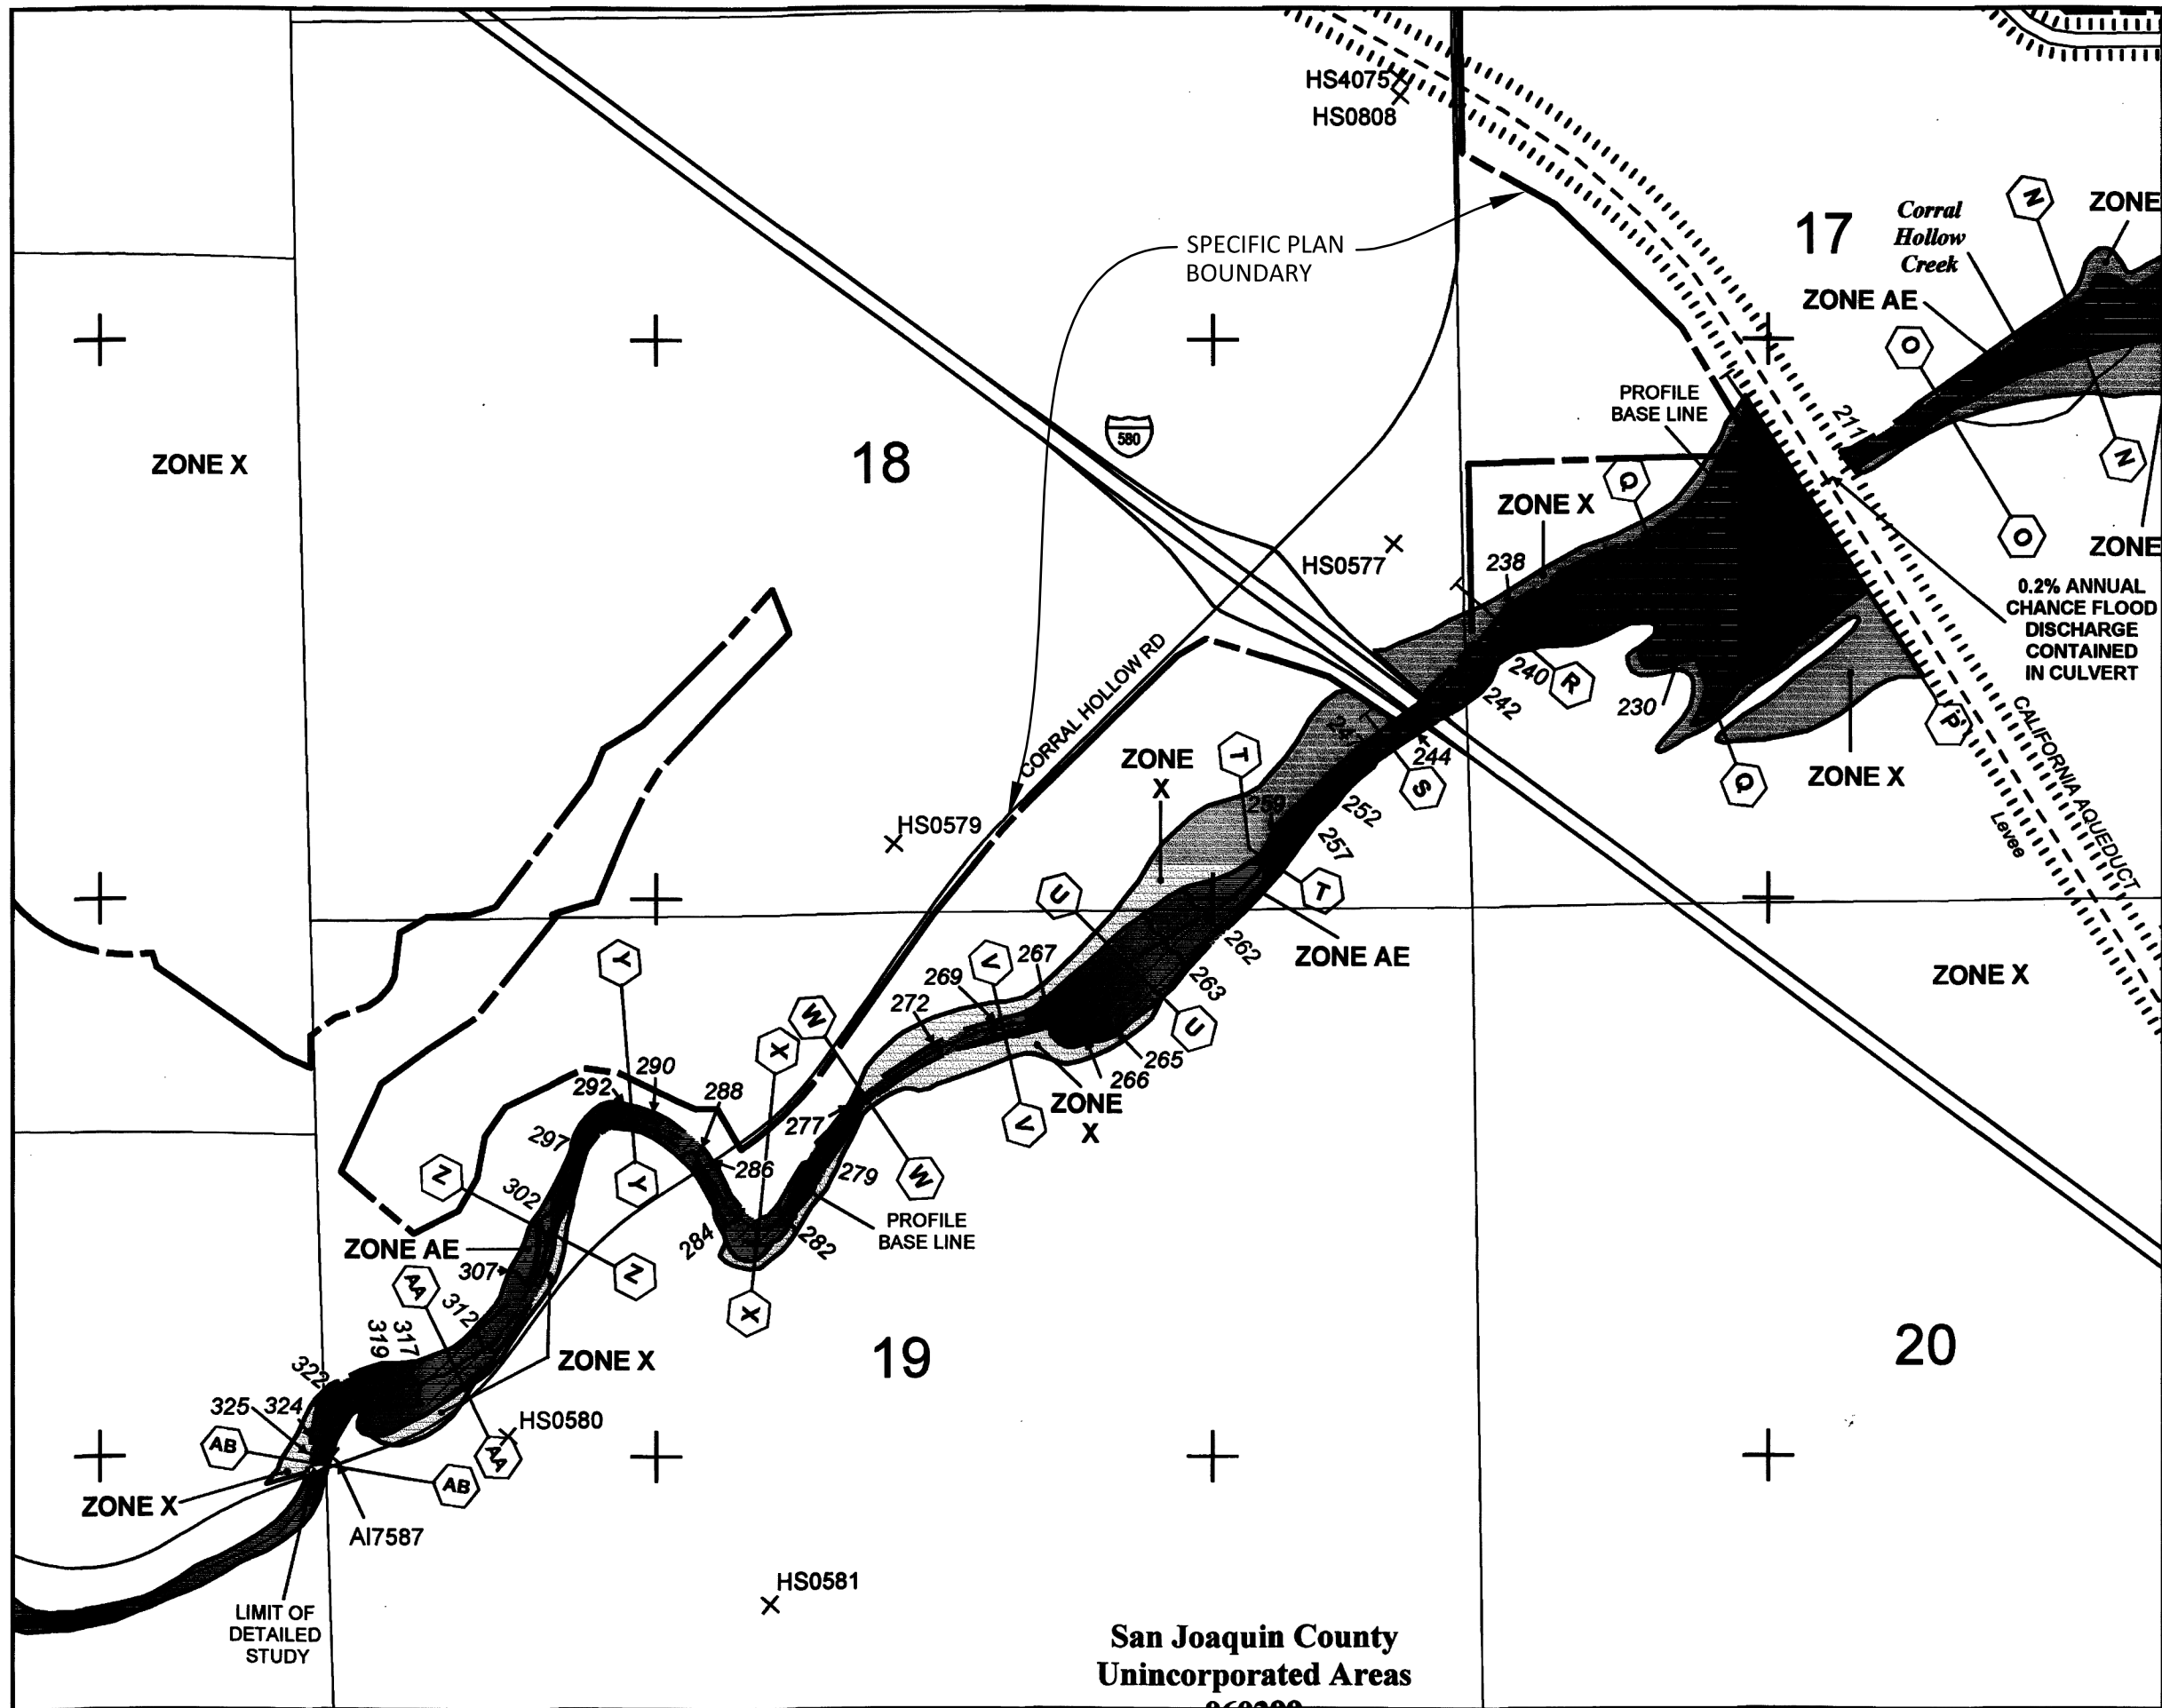 HS4075
HS0808
SPECIFIC PLAN
BOUNDARY
17
Corral
Hollow
Creek
N
ZONE
ZONE AE
O
PROFILE
BASE LINE
211
580
18
ZONE X
N
ZONE X
Q
O
ZONE
HS0577
238
0.2% ANNUAL
CHANCE FLOOD
DISCHARGE
CONTAINED
IN CULVERT
CORRAL HOLLOW RD
240
R
242
230
P
CALIFORNIA AQUEDUCT
Levee
244
ZONE
X
T
S
Q
ZONE X
259
252
257
HS0579
T
U
262
ZONE AE
263
ZONE X
Y
V
267
269
272
W
U
X
265
266
290
292
288
277
V
ZONE
X
297
286
279
W
Z
302
Y
284
282
PROFILE
BASE LINE
ZONE AE
307
Z
AA
312
X
317
319
ZONE X
19
20
322
325
324
HS0580
AB
AA
AB
ZONE X
AI7587
HS0581
LIMIT OF
DETAILED
STUDY
San Joaquin County
Unincorporated Areas